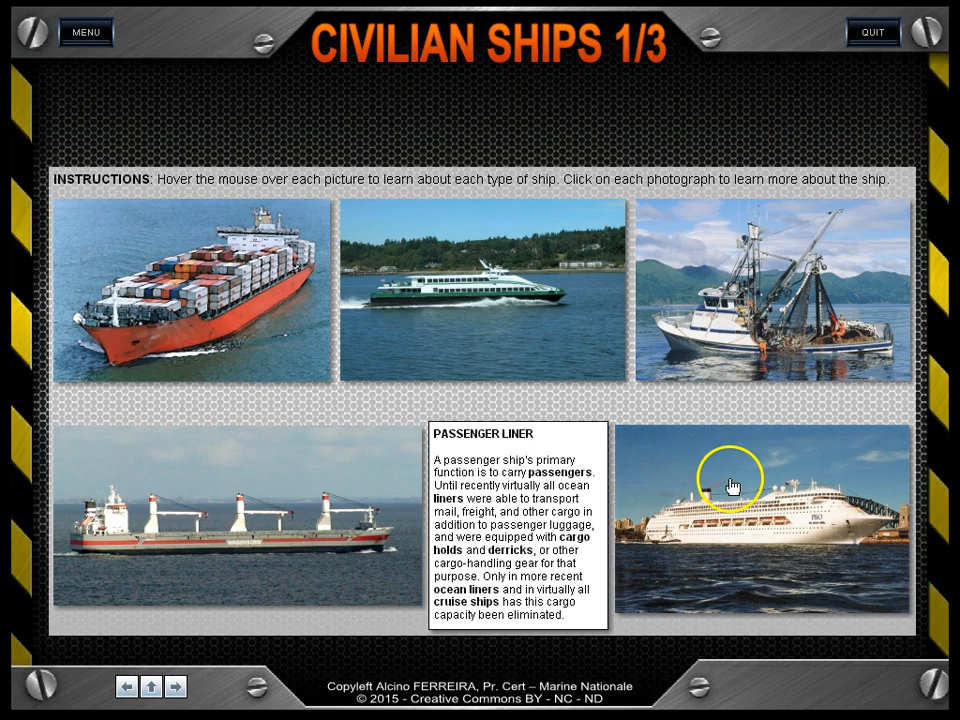 MENU
CIVILIAN SHIPS 1/3
QUIT
INSTRUCTIONS: Hover the mouse over each picture to learn about each type of ship. Click on each photograph to learn more about the ship.
PASSENGER LINER
A passenger ship's primary
function is to carry passengers.
Until recently virtually all ocean
liners were able to transport
mail, freight, and other cargo in
addition to passenger luggage,
and were equipped with cargo
holds and derricks, or other
cargo-handling gear for that
purpose. Only in more recent
ocean liners and in virtually all
cruise ships has this cargo
capacity been eliminated.
WAGENBORG
P&O
Copyleft Alcino FERREIRA, Pr. Cert – Marine Nationale
© 2015 - Creative Commons BY - NC - ND